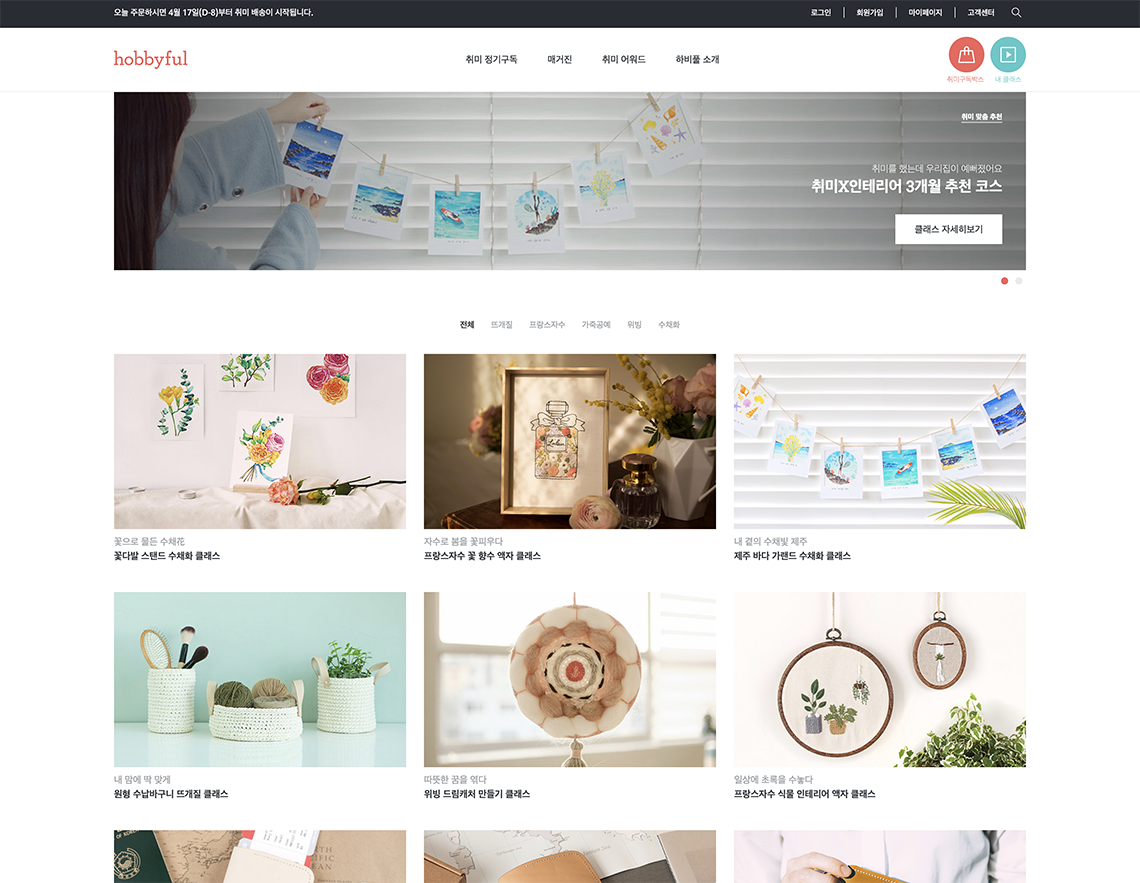 오늘 주문하시면 4월 17일(D-8)부터 취미 배송이 시작됩니다.
로그인
회원가입
마이페이지
고객센터
hobbyful
취미 정기구독
매거진
취미 어워드
하비풀 소개
취미구독박스
내 클래스
취미 맞춤 추천
취미를 했는데 우리집이 예뻐졌어요
취미X인테리어 3개월 추천 코스
클래스 자세히보기
전체
뜨개질
프랑스자수
가죽공예
위빙
수채화
꽃으로 물든 수채花
꽃다발 스탠드 수채화 클래스
자수로 봄을 꽃피우다
프랑스자수 꽃 향수 액자 클래스
내 곁의 수채빛 제주
제주 바다 가랜드 수채화 클래스
내 맘에 딱 맞게
원형 수납바구니 뜨개질 클래스
따뜻한 꿈을 엮다
위빙 드림캐처 만들기 클래스
일상에 초록을 수놓다
프랑스자수 식물 인테리어 액자 클래스